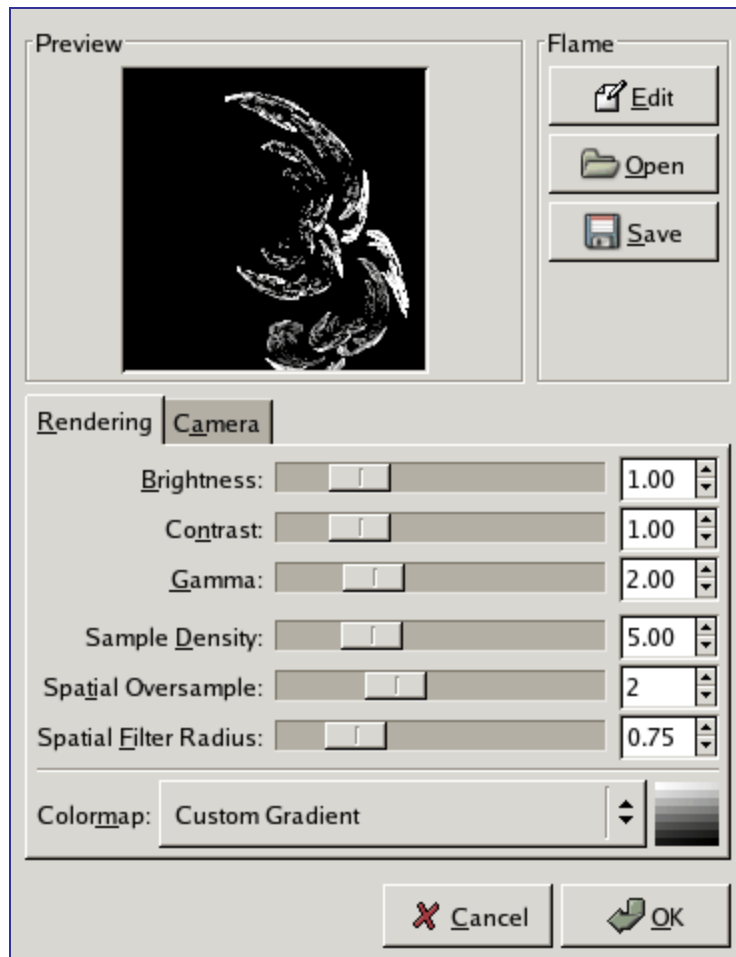 Preview
Flame
Edit
Open
Save
Rendering Camera
Brightness: 1.00
Contrast: 1.00
Gamma: 2.00
Sample Density: 5.00
Spatial Oversample: 2
Spatial Filter Radius: 0.75
Colormap: Custom Gradient
Cancel OK